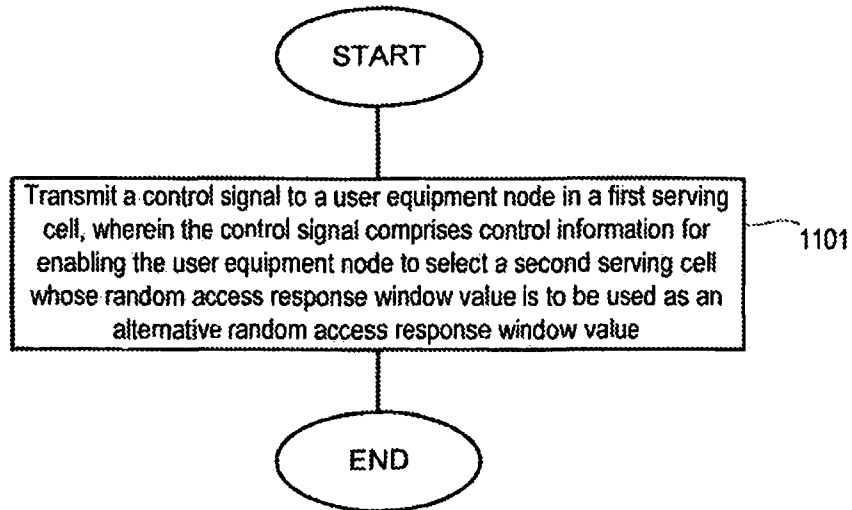 START
Transmit a control signal to a user equipment node in a first serving
cell, wherein the control signal comprises control information for
enabling the user equipment node to select a second serving cell
whose random access response window value is to be used as an
alternative random access response window value
1101
END